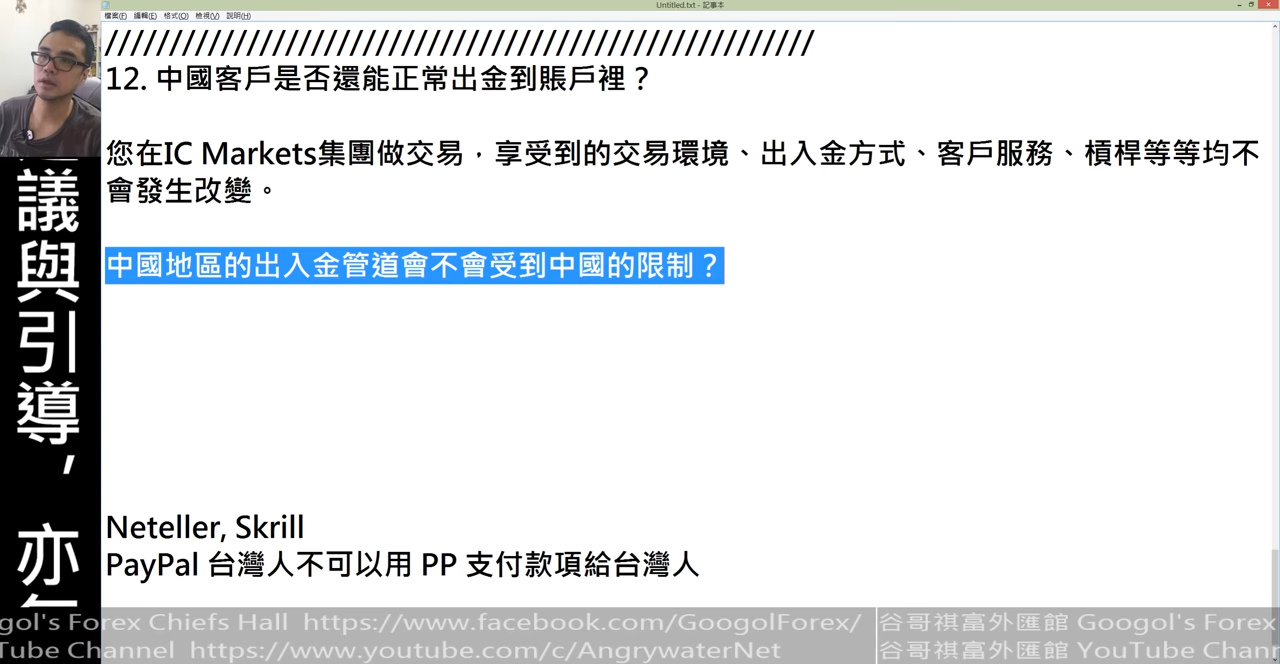 Untitled.txt - 記事本
檔案(F) 編輯(E) 格式(O) 檢視(V) 說明(H)
////////////////////////////////////////////////////////
12. 中國客戶是否還能正常出金到賬戶裡？
您在IC Markets集團做交易，享受到的交易環境、出入金方式、客戶服務、槓桿等等均不
會發生改變。
中國地區的出入金管道會不會受到中國的限制？
Neteller, Skrill
PayPal 台灣人不可以用 PP 支付款項給台灣人
議與引導，亦
gol's Forex Chiefs Hall https://www.facebook.com/GoogolForex/
谷哥祺富外匯館 Googol's Forex
Tube Channel https://www.youtube.com/c/AngrywaterNet
谷哥祺富外匯館 YouTube Chan